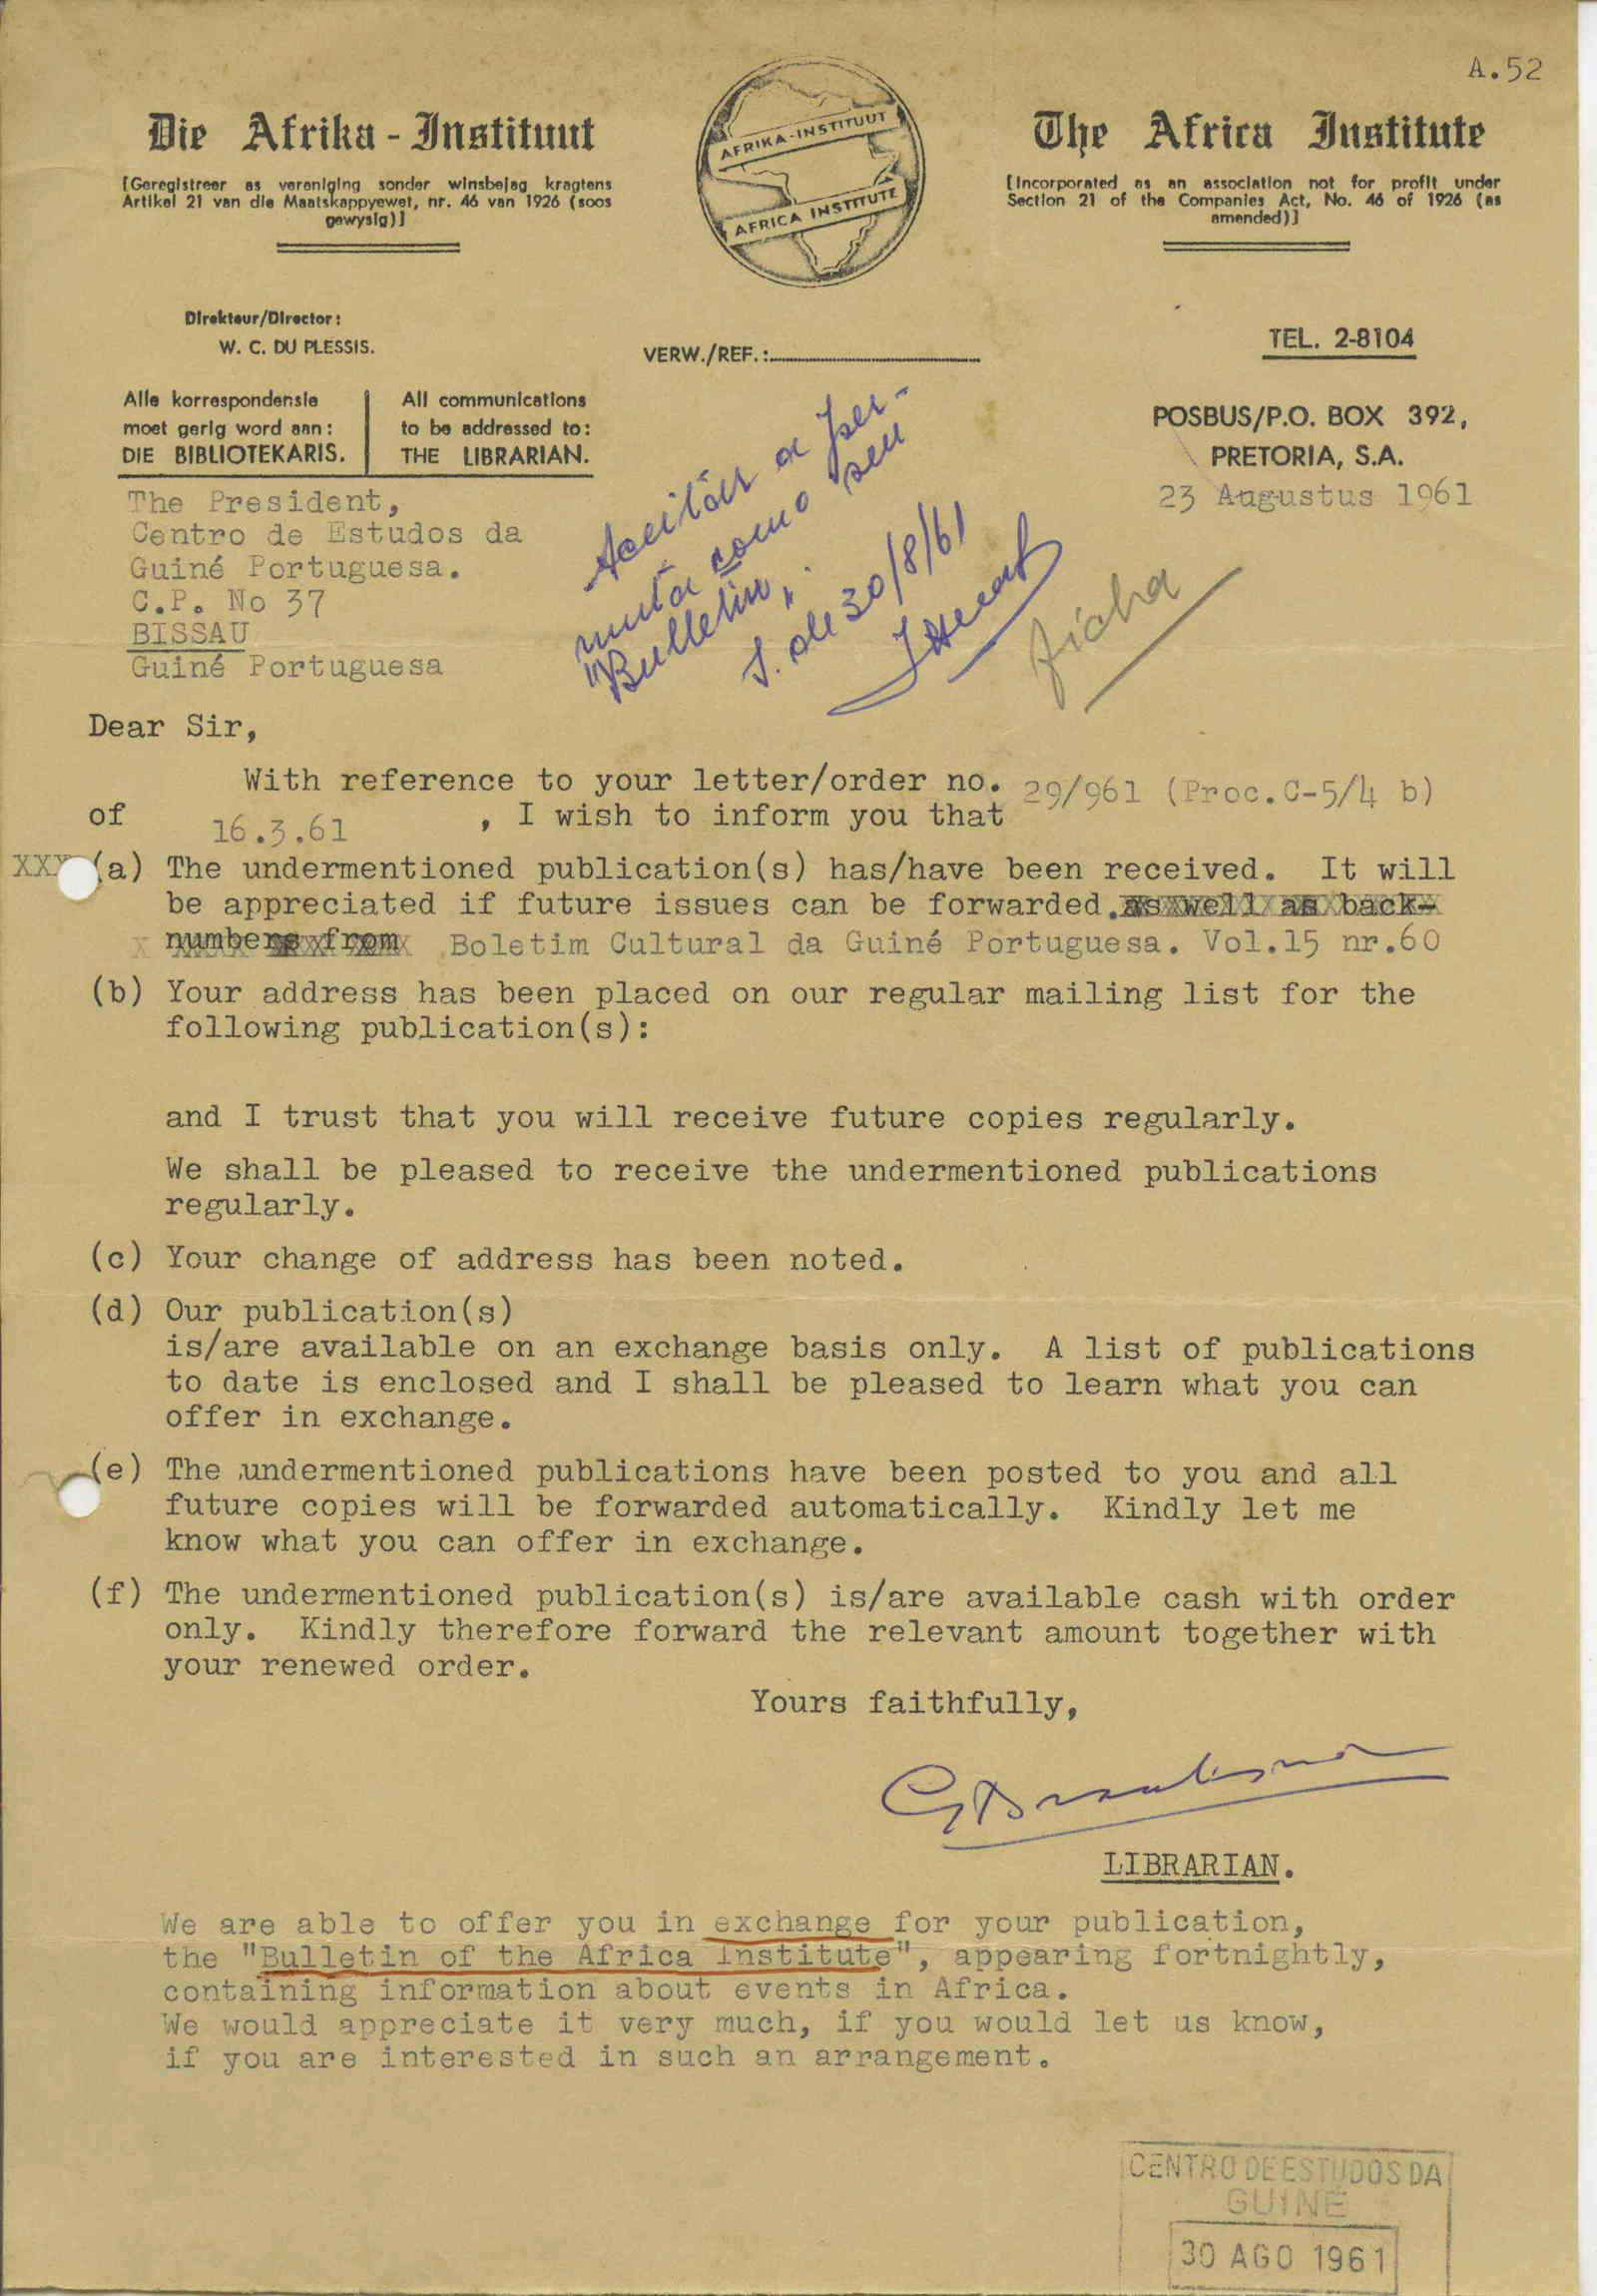 A.52
Die Afrika-Instituut
[Geregistreer as vereniging sonder winsbejag kragtens
Artikel 21 van die Maatskappyewet, nr. 46 van 1926 (soos
gewysig)]
AFRIKA-INSTITUUT
AFRICA INSTITUTE
The Africa Institute
[Incorporated as an association not for profit under
Section 21 of the Companies Act, No. 46 of 1926 (as
amended)]
Direkteur/Director:
W. C. DU PLESSIS.
VERW./REF.:
TEL. 2-8104
Alle korrespondensie
moet gerig word aan:
DIE BIBLIOTEKARIS.
All communications
to be addressed to:
THE LIBRARIAN.
POSBUS/P.O. BOX 392,
PRETORIA, S.A.
23 Augustus 1961
The President,
Centro de Estudos da
Guiné Portuguesa.
C.P. No 37
BISSAU
Guiné Portuguesa
Aceitar a per-
muta como seu
"Bulletin"
S. de 30/8/61
ficha
Dear Sir,
With reference to your letter/order no. 29/961 (Proc.C-5/4 b)
of 16.3.61 , I wish to inform you that
XXX (a) The undermentioned publication(s) has/have been received. It will
be appreciated if future issues can be forwarded. as well as back-
numbers from Boletim Cultural da Guiné Portuguesa. Vol.15 nr.60
(b) Your address has been placed on our regular mailing list for the
following publication(s):
and I trust that you will receive future copies regularly.
We shall be pleased to receive the undermentioned publications
regularly.
(c) Your change of address has been noted.
(d) Our publication(s)
is/are available on an exchange basis only. A list of publications
to date is enclosed and I shall be pleased to learn what you can
offer in exchange.
(e) The undermentioned publications have been posted to you and all
future copies will be forwarded automatically. Kindly let me
know what you can offer in exchange.
(f) The undermentioned publication(s) is/are available cash with order
only. Kindly therefore forward the relevant amount together with
your renewed order.
Yours faithfully,
LIBRARIAN.
We are able to offer you in exchange for your publication,
the "Bulletin of the Africa Institute", appearing fortnightly,
containing information about events in Africa.
We would appreciate it very much, if you would let us know,
if you are interested in such an arrangement.
CENTRO DE ESTUDOS DA
GUINÉ
30 AGO 1961